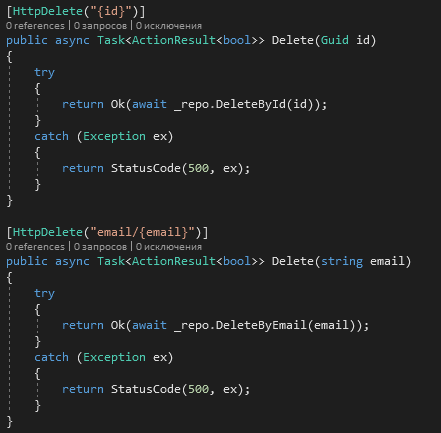 [HttpDelete("{id}")]
0 references | 0 запросов | 0 исключения
public async Task<ActionResult<bool>> Delete(Guid id)
{
    try
    {
        return Ok(await _repo.DeleteById(id));
    }
    catch (Exception ex)
    {
        return StatusCode(500, ex);
    }
}
[HttpDelete("email/{email}")]
0 references | 0 запросов | 0 исключения
public async Task<ActionResult<bool>> Delete(string email)
{
    try
    {
        return Ok(await _repo.DeleteByEmail(email));
    }
    catch (Exception ex)
    {
        return StatusCode(500, ex);
    }
}